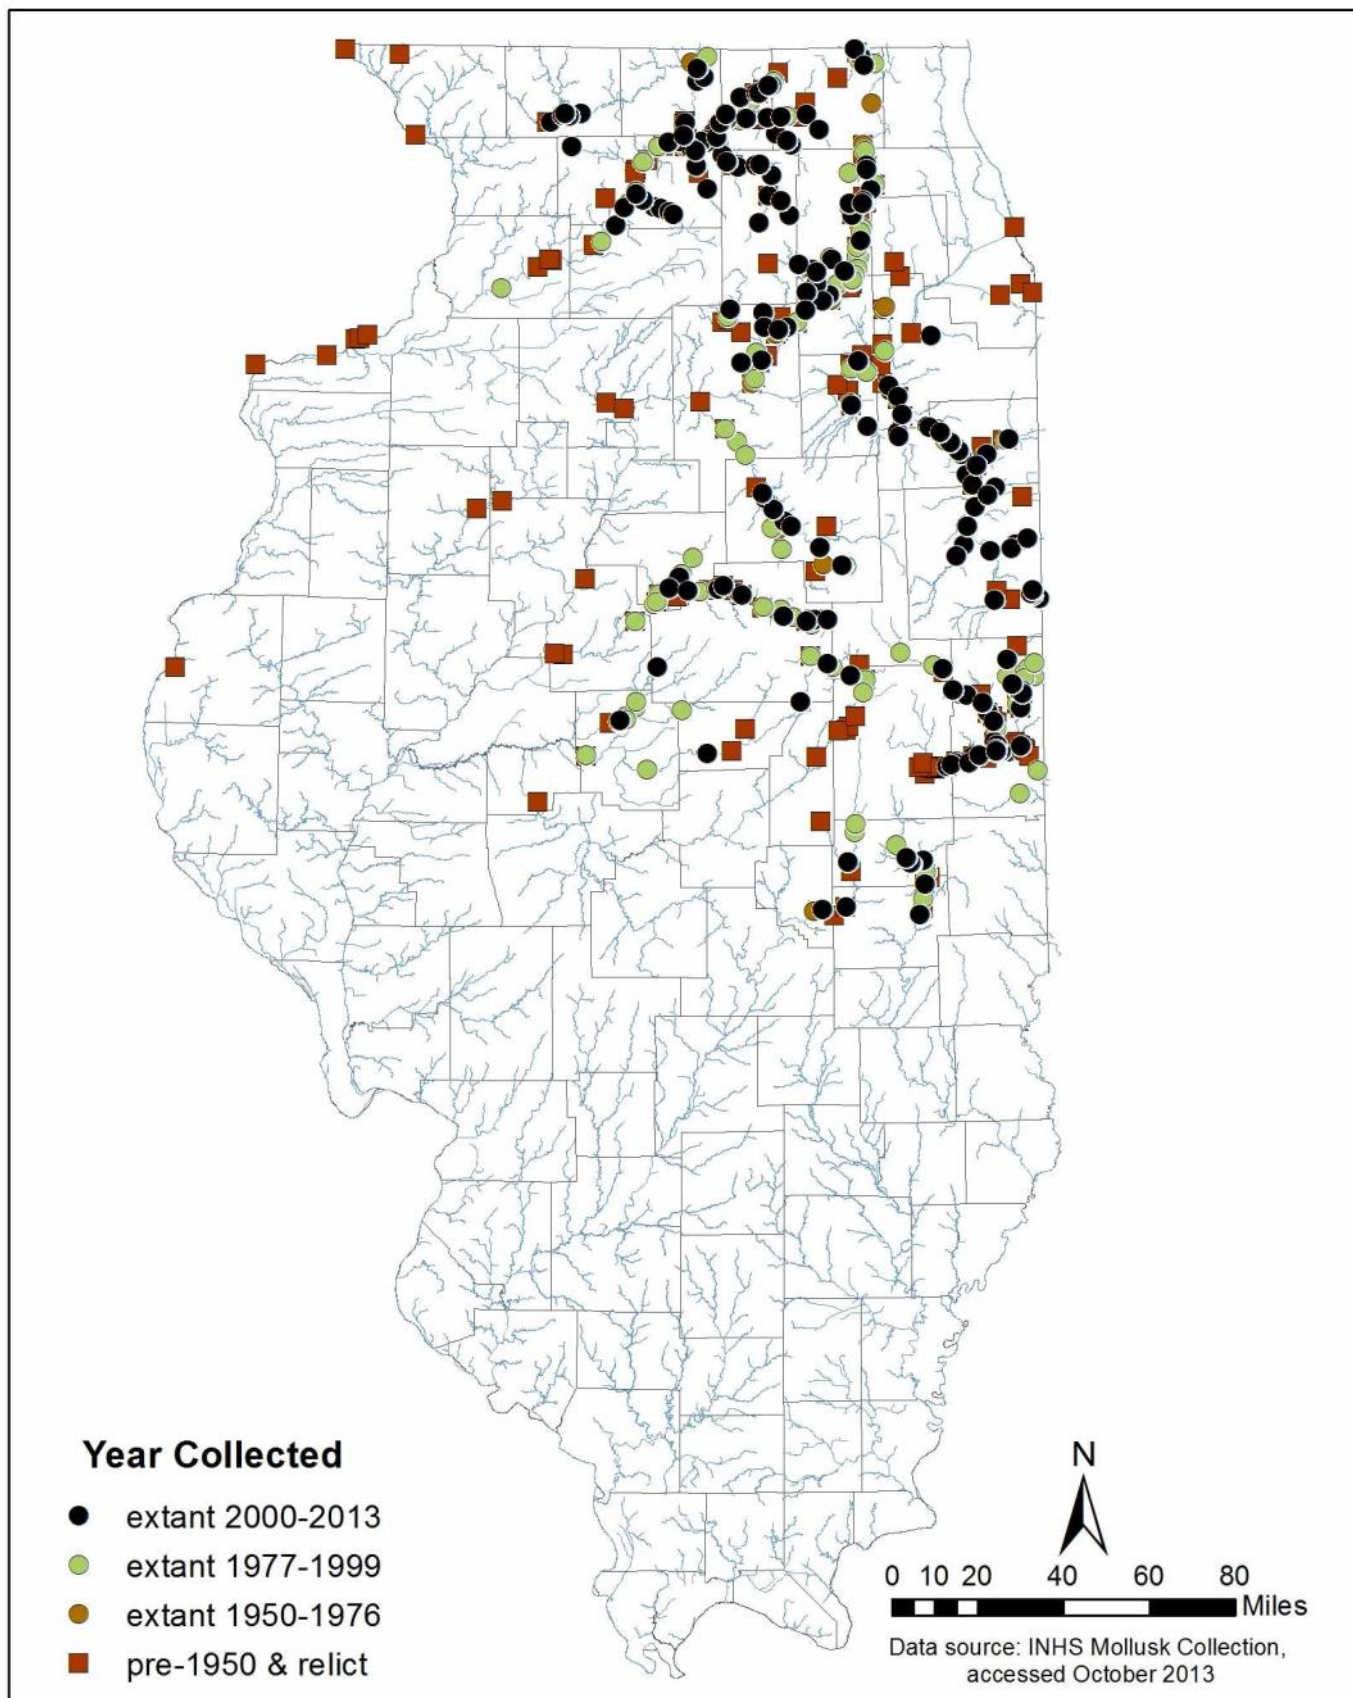 Year Collected
extant 2000-2013
extant 1977-1999
extant 1950-1976
pre-1950 & relict
N
0 10 20 40 60 80
Miles
Data source: INHS Mollusk Collection,
accessed October 2013